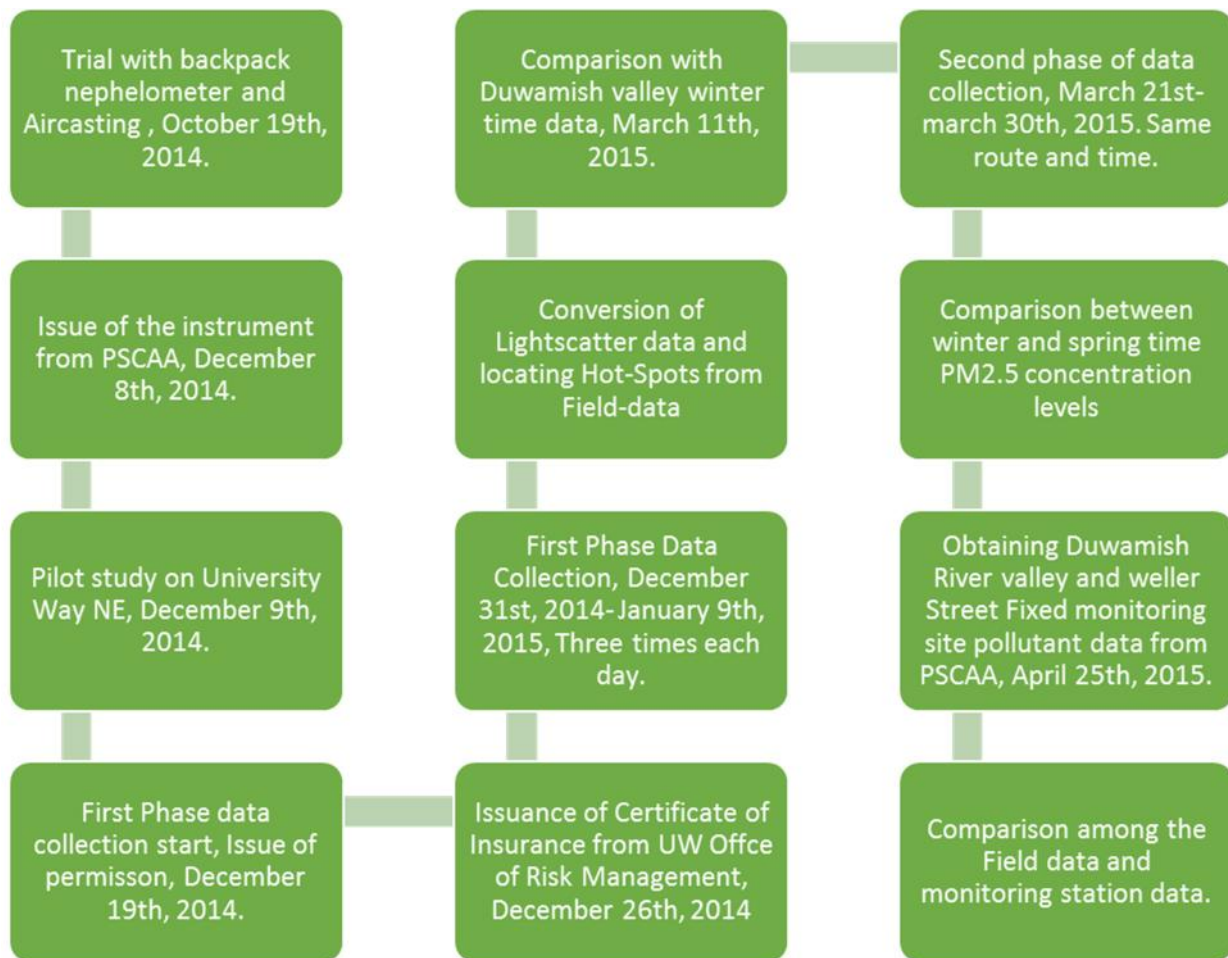 Trial with backpack
nephelometer and
Aircasting , October 19th,
2014.
Issue of the instrument
from PSCAA, December
8th, 2014.
Pilot study on University
Way NE, December 9th,
2014.
First Phase data
collection start, Issue of
permisson, December
19th, 2014.
Issuance of Certificate of
Insurance from UW Offce
of Risk Management,
December 26th, 2014
First Phase Data
Collection, December
31st, 2014- January 9th,
2015, Three times each
day.
Conversion of
Lightscatter data and
locating Hot-Spots from
Field-data
Comparison with
Duwamish valley winter
time data, March 11th,
2015.
Second phase of data
collection, March 21st-
march 30th, 2015. Same
route and time.
Comparison between
winter and spring time
PM2.5 concentration
levels
Obtaining Duwamish
River valley and weller
Street Fixed monitoring
site pollutant data from
PSCAA, April 25th, 2015.
Comparison among the
Field data and
monitoring station data.